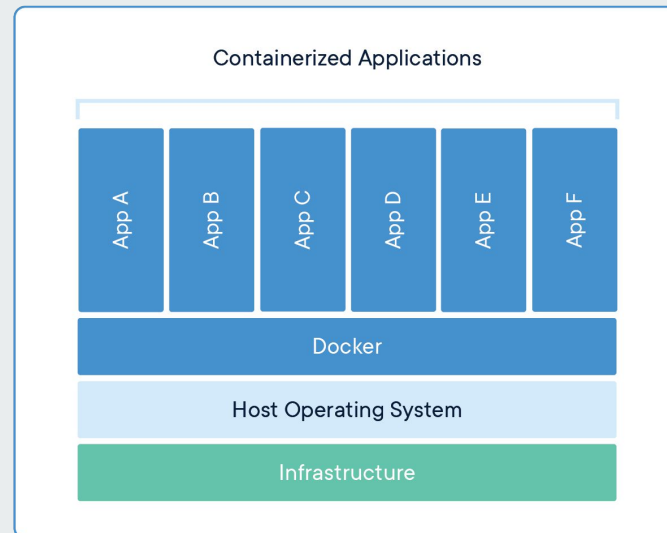 Containerized Applications
App A
App B
App C
App D
App E
App F
Docker
Host Operating System
Infrastructure